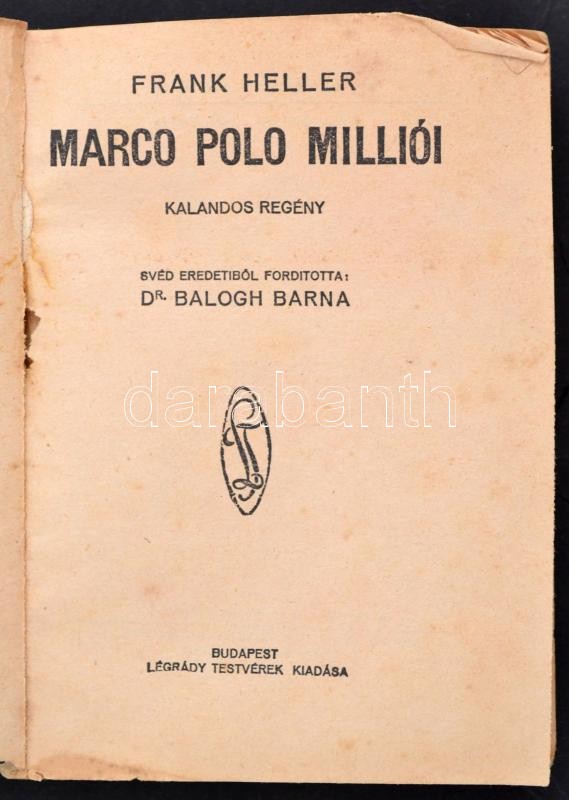 FRANK HELLER
MARCO POLO MILLIÓI
KALANDOS REGÉNY
SVÉD EREDETIBŐL FORDITOTTA:
DR. BALOGH BARNA
darabanth
BUDAPEST
LÉGRÁDY TESTVÉREK KIADÁSA